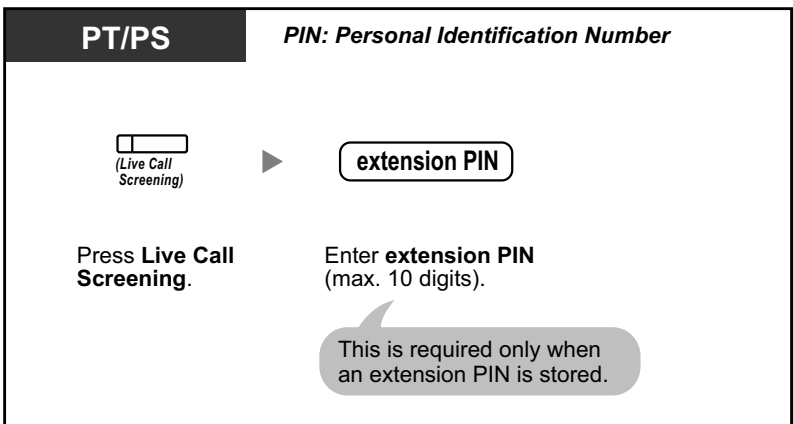 PT/PS
PIN: Personal Identification Number
(Live Call
Screening)
extension PIN
Press Live Call
Screening.
Enter extension PIN
(max. 10 digits).
This is required only when
an extension PIN is stored.